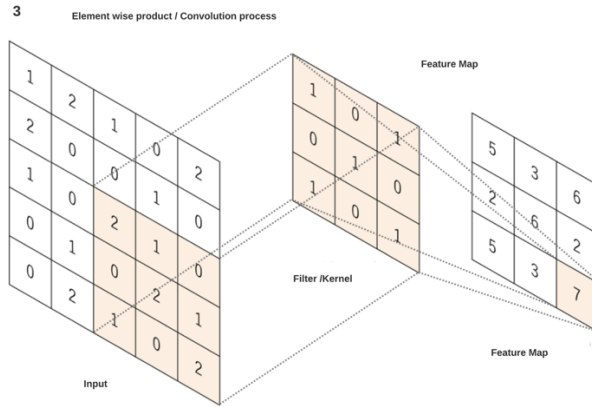 3
Element wise product / Convolution process
1 2 1 0 2
2 0 0 1 0
1 0 2 1 0
0 1 0 2 1
0 2 1 0 2
Input
1 0 1
0 1 0
1 0 1
Filter /Kernel
Feature Map
5 3 6
2 6 2
5 3 7
Feature Map